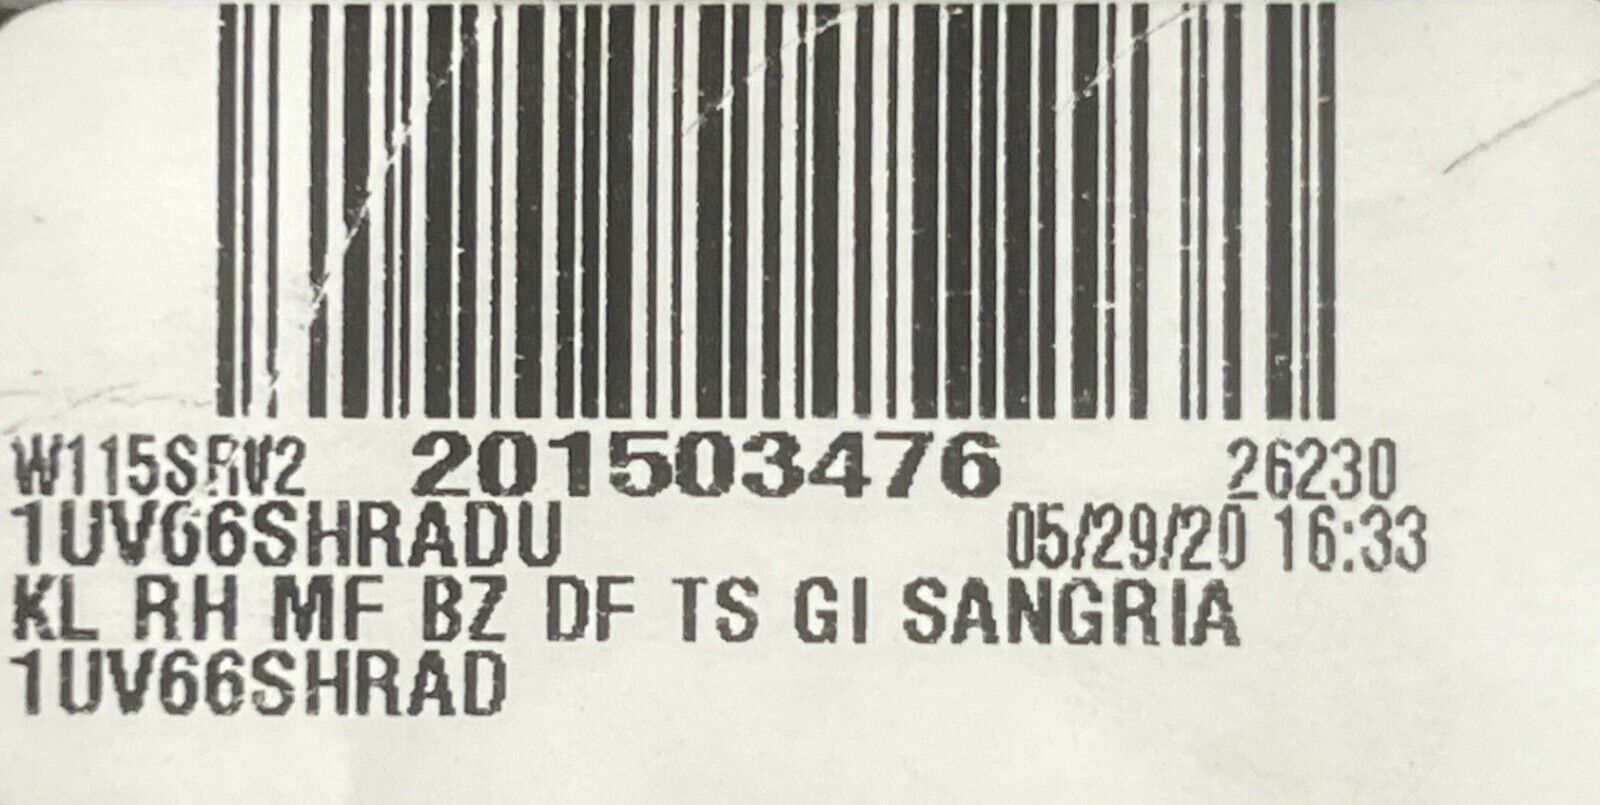 W115SRV2 201503476 26230
1UV66SHRADU 05/29/20 16:33
KL RH MF BZ DF TS GI SANGRIA
1UV66SHRAD